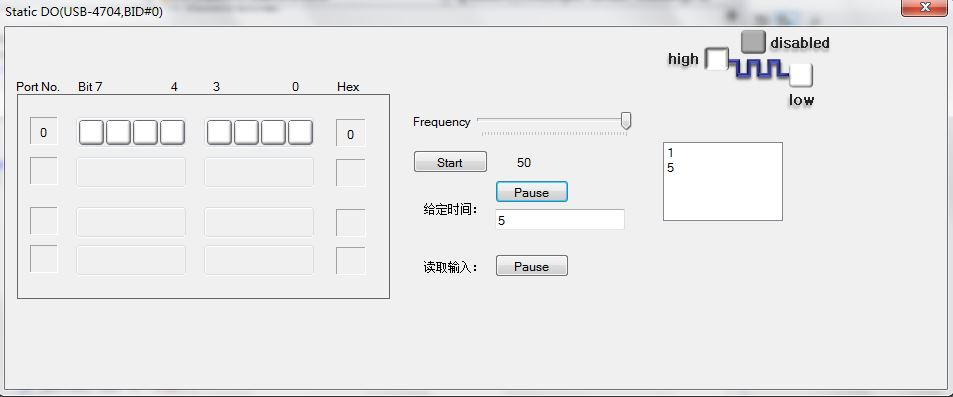 Static DO(USB-4704,BID#0)
disabled
high
low
Port No. Bit 7 4 3 0 Hex
0 0
Frequency
Start 50
1
5
Pause
给定时间：
5
读取输入： Pause